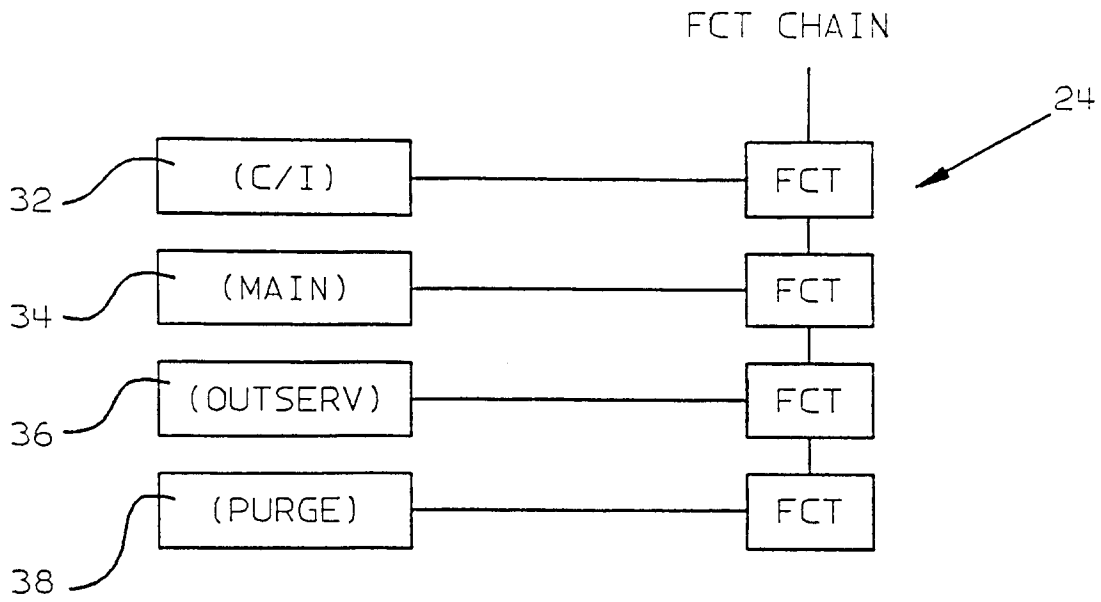 FCT CHAIN
24
32 (C/I) FCT
34 (MAIN) FCT
36 (OUTSERV) FCT
38 (PURGE) FCT